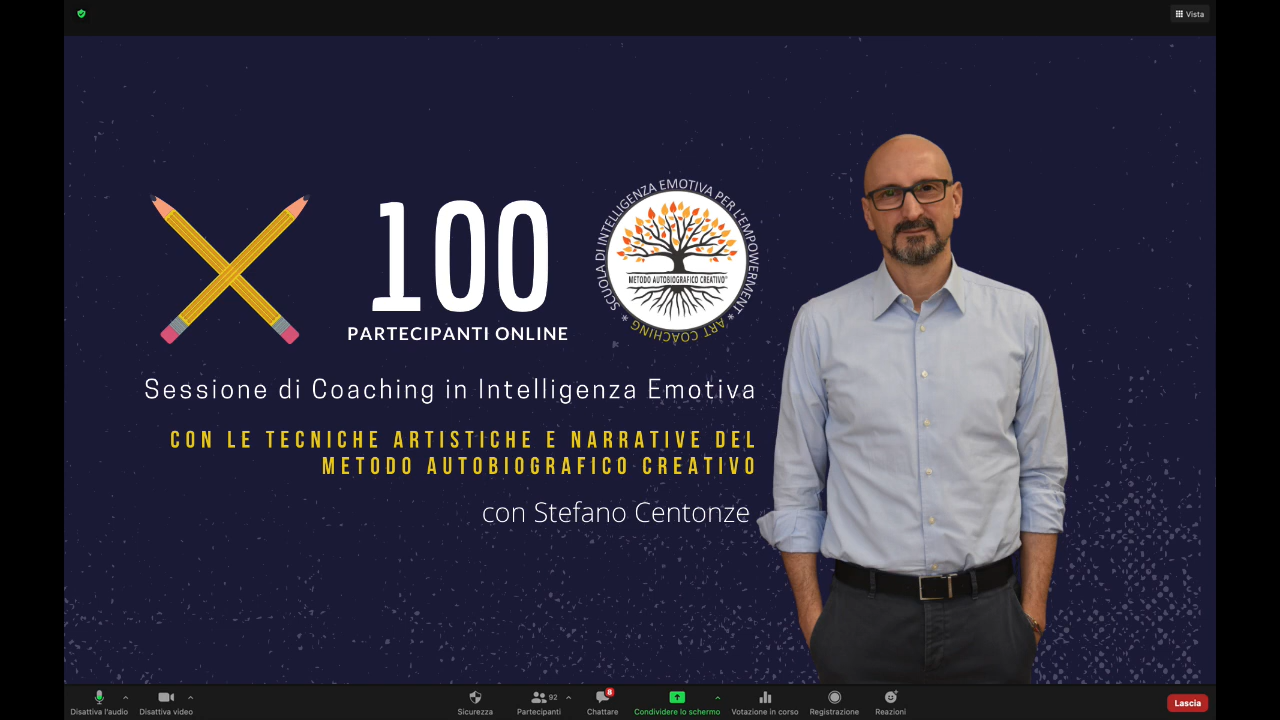 Vista
100
PARTECIPANTI ONLINE
* SCUOLA DI INTELLIGENZA EMOTIVA PER L'EMPOWERMENT *
METODO AUTOBIOGRAFICO CREATIVO
ART COACHING
Sessione di Coaching in Intelligenza Emotiva
CON LE TECNICHE ARTISTICHE E NARRATIVE DEL
METODO AUTOBIOGRAFICO CREATIVO
con Stefano Centonze
92
8
Disattiva l'audio
Disattiva video
Sicurezza
Partecipanti
Chattare
Condividere lo schermo
Votazione in corso
Registrazione
Reazioni
Lascia